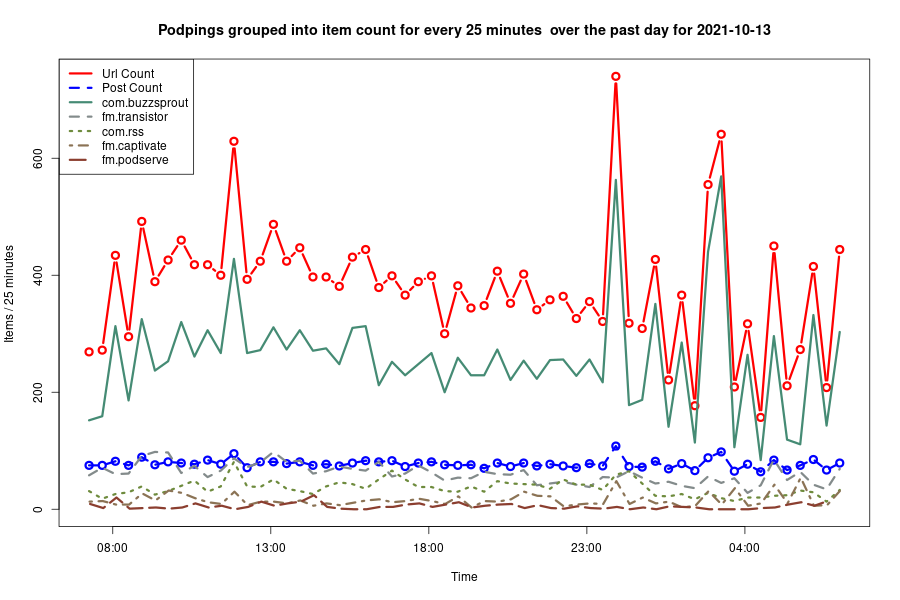 Podpings grouped into item count for every 25 minutes  over the past day for 2021-10-13
Url Count
Post Count
com.buzzsprout
fm.transistor
com.rss
fm.captivate
fm.podserve
Items / 25 minutes
600
400
200
0
08:00
13:00
18:00
23:00
04:00
Time